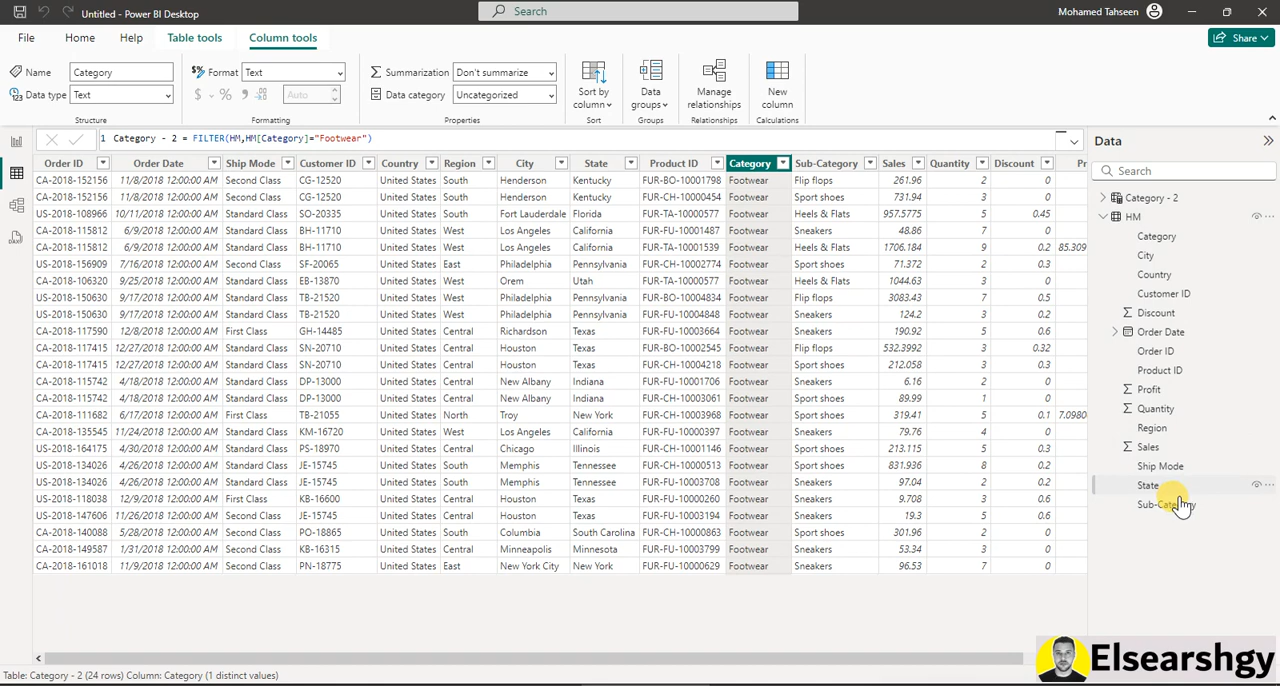 Untitled - Power BI Desktop
Search
Mohamed Tahseen
File Home Help Table tools Column tools
Share
Name Category
Data type Text
Structure
Format Text
$ % Auto
Formatting
Summarization Don't summarize
Data category Uncategorized
Properties
Sort by column
Sort
Data groups
Groups
Manage relationships
Relationships
New column
Calculations
1 Category - 2 = FILTER(HM,HM[Category]="Footwear")
Order ID Order Date Ship Mode Customer ID Country Region City State Product ID Category Sub-Category Sales Quantity Discount Pr
CA-2018-152156 11/8/2018 12:00:00 AM Second Class CG-12520 United States South Henderson Kentucky FUR-BO-10001798 Footwear Flip flops 261.96 2 0
CA-2018-152156 11/8/2018 12:00:00 AM Second Class CG-12520 United States South Henderson Kentucky FUR-CH-10000454 Footwear Sport shoes 731.94 3 0
US-2018-108966 10/11/2018 12:00:00 AM Standard Class SO-20335 United States South Fort Lauderdale Florida FUR-TA-10000577 Footwear Heels & Flats 957.5775 5 0.45
CA-2018-115812 6/9/2018 12:00:00 AM Standard Class BH-11710 United States West Los Angeles California FUR-FU-10001487 Footwear Sneakers 48.86 7 0
CA-2018-115812 6/9/2018 12:00:00 AM Standard Class BH-11710 United States West Los Angeles California FUR-TA-10001539 Footwear Heels & Flats 1706.184 9 0.2 85.309
US-2018-156909 7/16/2018 12:00:00 AM Second Class SF-20065 United States East Philadelphia Pennsylvania FUR-CH-10002774 Footwear Sport shoes 71.372 2 0.3
CA-2018-106320 9/25/2018 12:00:00 AM Standard Class EB-13870 United States West Orem Utah FUR-TA-10000577 Footwear Heels & Flats 1044.63 3 0
US-2018-150630 9/17/2018 12:00:00 AM Standard Class TB-21520 United States West Philadelphia Pennsylvania FUR-BO-10004834 Footwear Flip flops 3083.43 7 0.5
US-2018-150630 9/17/2018 12:00:00 AM Standard Class TB-21520 United States West Philadelphia Pennsylvania FUR-FU-10004848 Footwear Sneakers 124.2 3 0.2
CA-2018-117590 12/8/2018 12:00:00 AM First Class GH-14485 United States Central Richardson Texas FUR-FU-10003664 Footwear Sneakers 190.92 5 0.6
CA-2018-117415 12/27/2018 12:00:00 AM Standard Class SN-20710 United States Central Houston Texas FUR-BO-10002545 Footwear Flip flops 532.3992 3 0.32
CA-2018-117415 12/27/2018 12:00:00 AM Standard Class SN-20710 United States Central Houston Texas FUR-CH-10004218 Footwear Sport shoes 212.058 3 0.3
CA-2018-115742 4/18/2018 12:00:00 AM Standard Class DP-13000 United States Central New Albany Indiana FUR-FU-10001706 Footwear Sneakers 6.16 2 0
CA-2018-115742 4/18/2018 12:00:00 AM Standard Class DP-13000 United States Central New Albany Indiana FUR-CH-10003061 Footwear Sport shoes 89.99 1 0
CA-2018-111682 6/17/2018 12:00:00 AM First Class TB-21055 United States North Troy New York FUR-CH-10003968 Footwear Sport shoes 319.41 5 0.1 7.0980
CA-2018-135545 11/24/2018 12:00:00 AM Standard Class KM-16720 United States West Los Angeles California FUR-FU-10000397 Footwear Sneakers 79.76 4 0
US-2018-164175 4/30/2018 12:00:00 AM Standard Class PS-18970 United States Central Chicago Illinois FUR-CH-10001146 Footwear Sport shoes 213.115 5 0.3
US-2018-134026 4/26/2018 12:00:00 AM Standard Class JE-15745 United States South Memphis Tennessee FUR-CH-10000513 Footwear Sport shoes 831.936 8 0.2
US-2018-134026 4/26/2018 12:00:00 AM Standard Class JE-15745 United States South Memphis Tennessee FUR-FU-10003708 Footwear Sneakers 97.04 2 0.2
US-2018-118038 12/9/2018 12:00:00 AM First Class KB-16600 United States Central Houston Texas FUR-FU-10000260 Footwear Sneakers 9.708 3 0.6
US-2018-147606 11/26/2018 12:00:00 AM Second Class JE-15745 United States Central Houston Texas FUR-FU-10003194 Footwear Sneakers 19.3 5 0.6
CA-2018-140088 5/28/2018 12:00:00 AM Second Class PO-18865 United States South Columbia South Carolina FUR-CH-10000863 Footwear Sport shoes 301.96 2 0
CA-2018-149587 1/31/2018 12:00:00 AM Second Class KB-16315 United States Central Minneapolis Minnesota FUR-FU-10003799 Footwear Sneakers 53.34 3 0
CA-2018-161018 11/9/2018 12:00:00 AM Second Class PN-18775 United States East New York City New York FUR-FU-10000629 Footwear Sneakers 96.53 7 0
Data
Search
Category - 2
HM
Category
City
Country
Customer ID
Discount
Order Date
Order ID
Product ID
Profit
Quantity
Region
Sales
Ship Mode
State
Sub-Category
Table: Category - 2 (24 rows) Column: Category (1 distinct values)
Elsearshgy